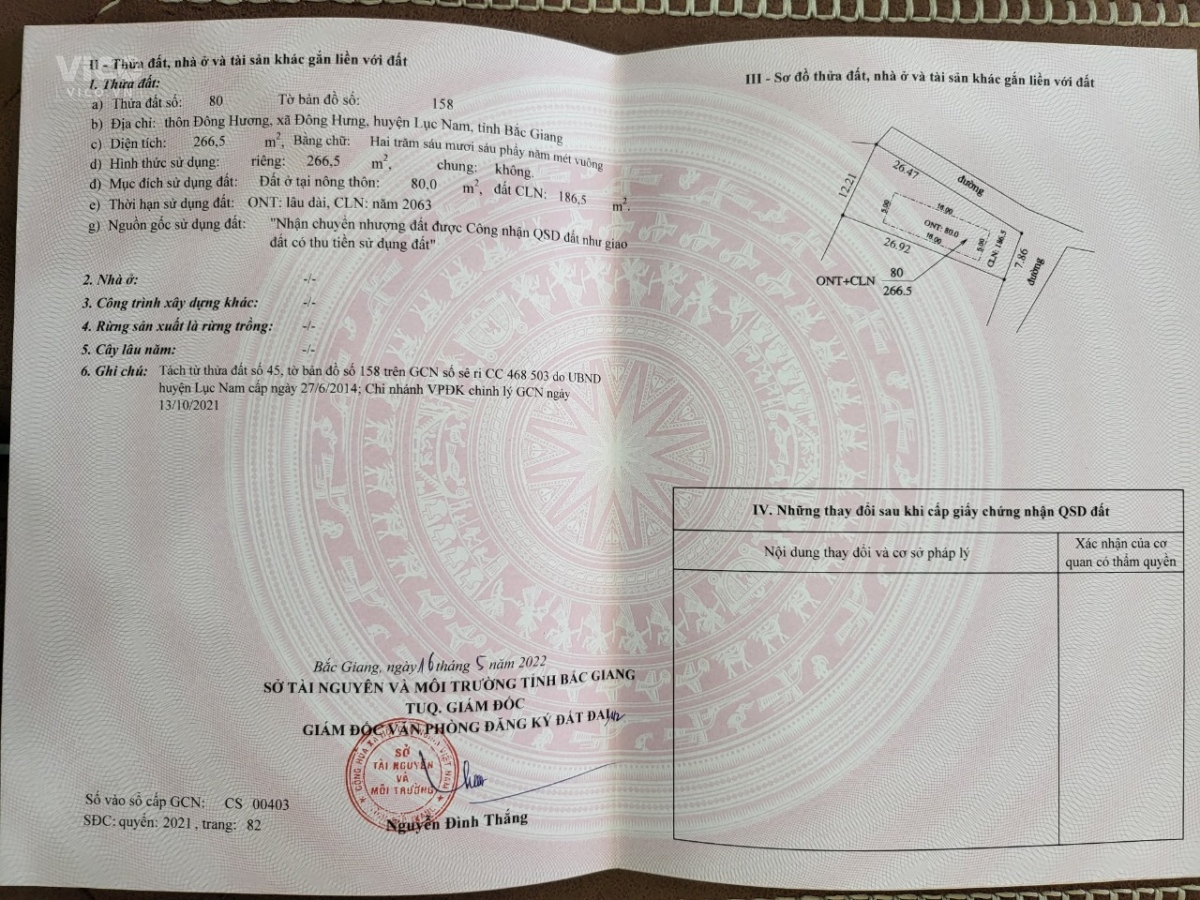 II - Thửa đất, nhà ở và tài sản khác gắn liền với đất
1. Thửa đất:
a) Thửa đất số: 80 Tờ bản đồ số: 158
b) Địa chỉ: thôn Đông Hương, xã Đông Hưng, huyện Lục Nam, tỉnh Bắc Giang
c) Diện tích: 266,5 m², Bằng chữ: Hai trăm sáu mươi sáu phẩy năm mét vuông
d) Hình thức sử dụng: riêng: 266,5 m², chung: không.
đ) Mục đích sử dụng đất: Đất ở tại nông thôn: 80,0 m², đất CLN: 186,5 m².
e) Thời hạn sử dụng đất: ONT: lâu dài, CLN: năm 2063
g) Nguồn gốc sử dụng đất: "Nhận chuyển nhượng đất được Công nhận QSD đất như giao
đất có thu tiền sử dụng đất"
2. Nhà ở: -/-
3. Công trình xây dựng khác: -/-
4. Rừng sản xuất là rừng trồng: -/-
5. Cây lâu năm: -/-
6. Ghi chú: Tách từ thửa đất số 45, tờ bản đồ số 158 trên GCN số sê ri CC 468 503 do UBND
huyện Lục Nam cấp ngày 27/6/2014; Chi nhánh VPĐK chỉnh lý GCN ngày
13/10/2021
Bắc Giang, ngày 16 tháng 5 năm 2022
SỞ TÀI NGUYÊN VÀ MÔI TRƯỜNG TỈNH BẮC GIANG
TUQ. GIÁM ĐỐC
GIÁM ĐỐC VĂN PHÒNG ĐĂNG KÝ ĐẤT ĐAI
SỞ
TÀI NGUYÊN
VÀ
MÔI TRƯỜNG
Nguyễn Đình Thắng
Số vào sổ cấp GCN: CS 00403
SĐC: quyển: 2021, trang: 82
III - Sơ đồ thửa đất, nhà ở và tài sản khác gắn liền với đất
26.47
đường
12.21
16.00
5.00
ONT: 80.0
5.00
16.00
CLN: 186.5
26.92
7.86
đường
ONT+CLN 80
266.5
IV. Những thay đổi sau khi cấp giấy chứng nhận QSD đất
Nội dung thay đổi và cơ sở pháp lý
Xác nhận của cơ
quan có thẩm quyền